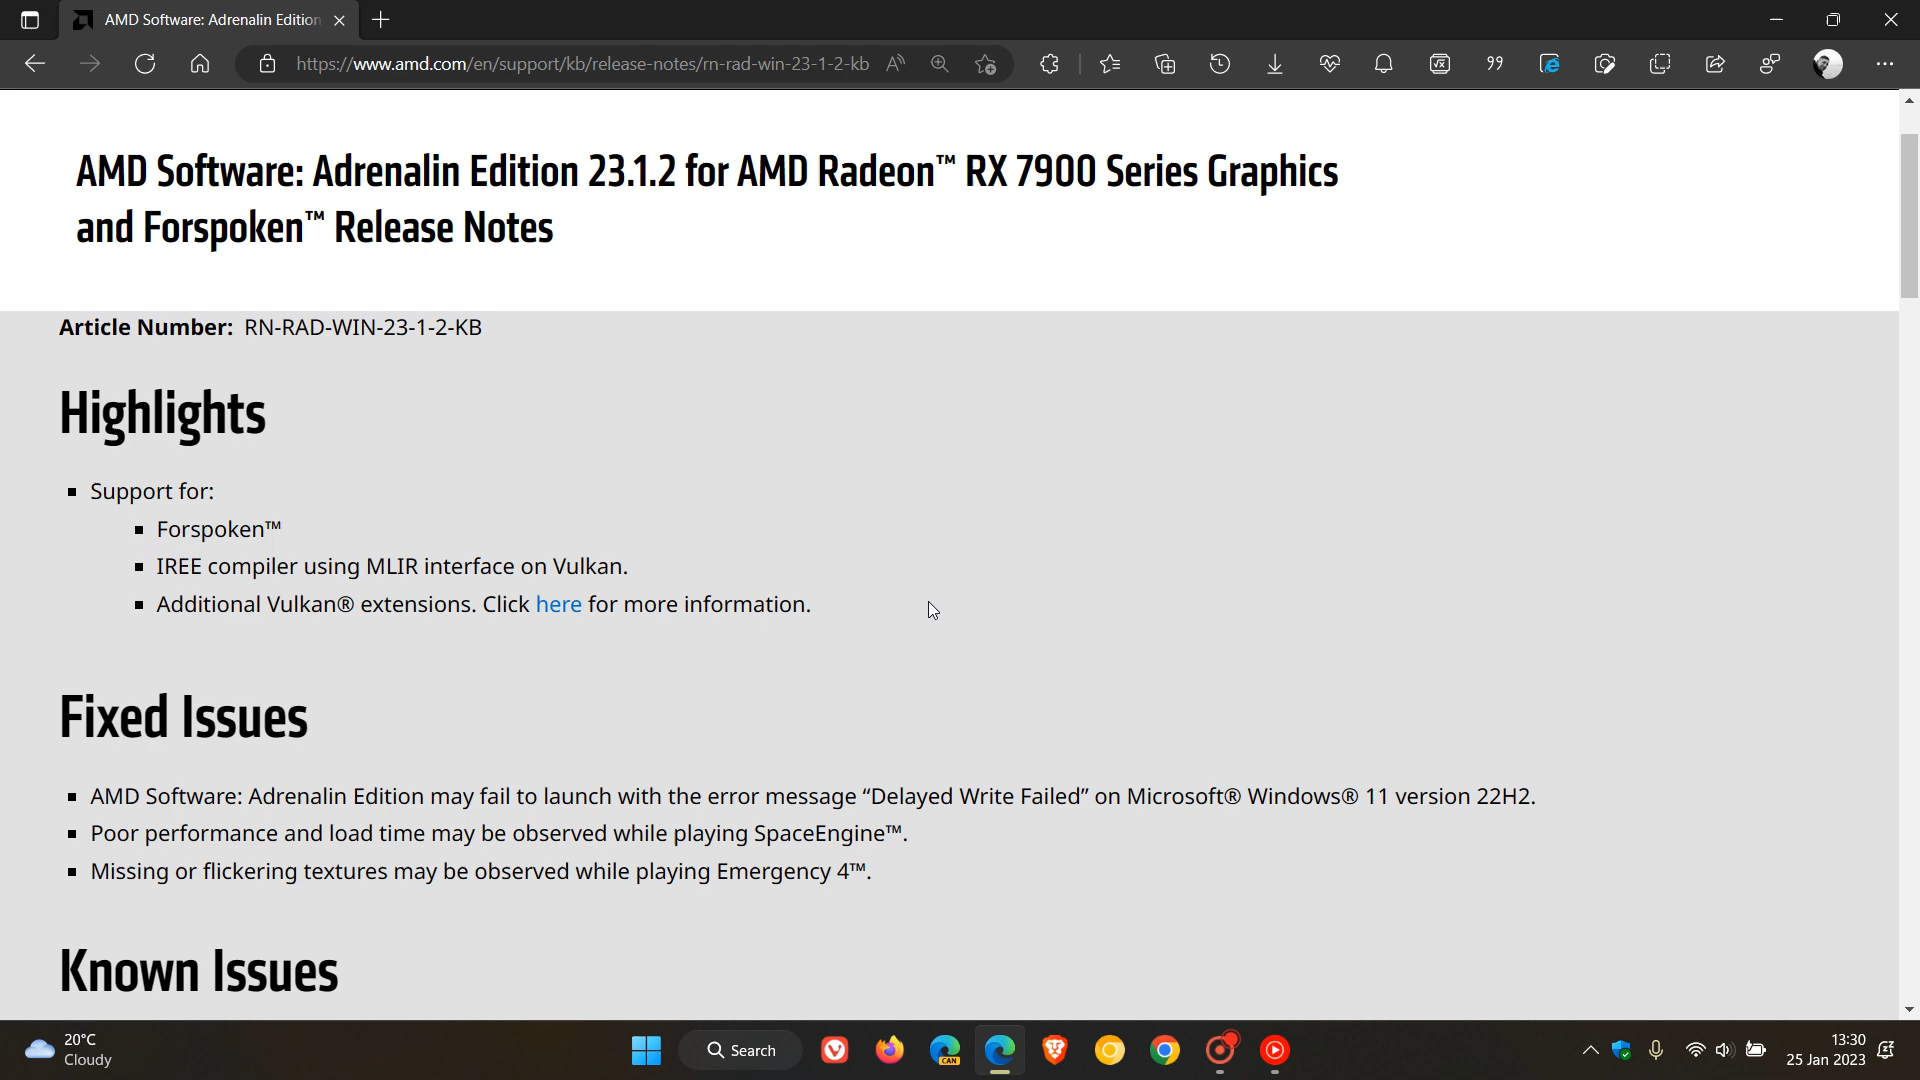 AMD Software: Adrenalin Edition
https://www.amd.com/en/support/kb/release-notes/rn-rad-win-23-1-2-kb
AMD Software: Adrenalin Edition 23.1.2 for AMD Radeon™ RX 7900 Series Graphics
and Forspoken™ Release Notes
Article Number: RN-RAD-WIN-23-1-2-KB
Highlights
Support for:
Forspoken™
IREE compiler using MLIR interface on Vulkan.
Additional Vulkan® extensions. Click here for more information.
Fixed Issues
AMD Software: Adrenalin Edition may fail to launch with the error message “Delayed Write Failed” on Microsoft® Windows® 11 version 22H2.
Poor performance and load time may be observed while playing SpaceEngine™.
Missing or flickering textures may be observed while playing Emergency 4™.
Known Issues
20°C
Cloudy
Search
CAN
13:30
25 Jan 2023